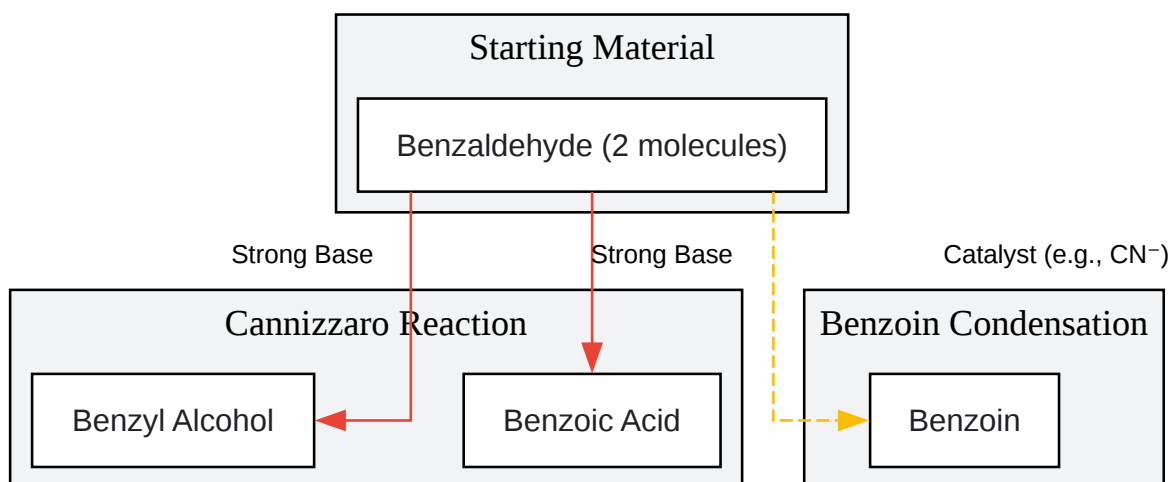 Starting Material
Benzaldehyde (2 molecules)
Strong Base
Strong Base
Catalyst (e.g., CN⁻)
Cannizzaro Reaction
Benzoin Condensation
Benzyl Alcohol
Benzoic Acid
Benzoin